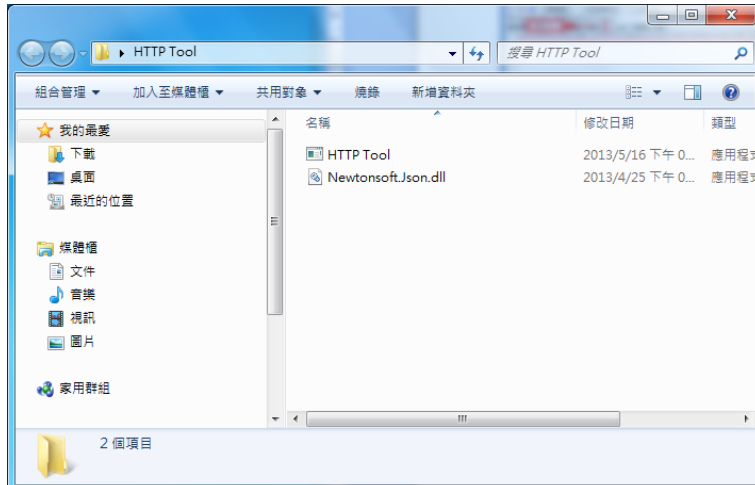 HTTP Tool
搜尋 HTTP Tool
組合管理 加入至媒體櫃 共用對象 燒錄 新增資料夾
我的最愛
下載
桌面
最近的位置
媒體櫃
文件
音樂
視訊
圖片
家用群組
名稱 修改日期 類型
HTTP Tool 2013/5/16 下午 0... 應用程式
Newtonsoft.Json.dll 2013/4/25 下午 0... 應用程式
2 個項目